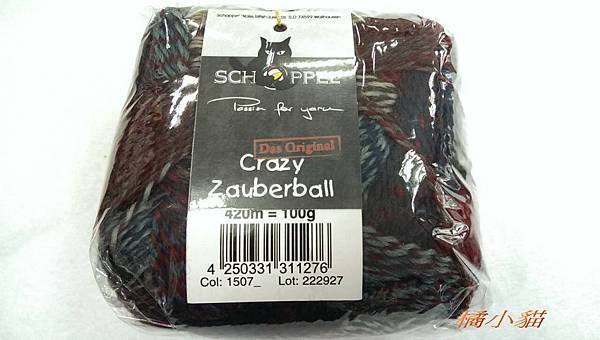 SCHOPPEL
Passion for yarn
Das Original
Crazy
Zauberball
420m = 100g
4 250331 311276
Col: 1507_ Lot: 222927
橘小貓